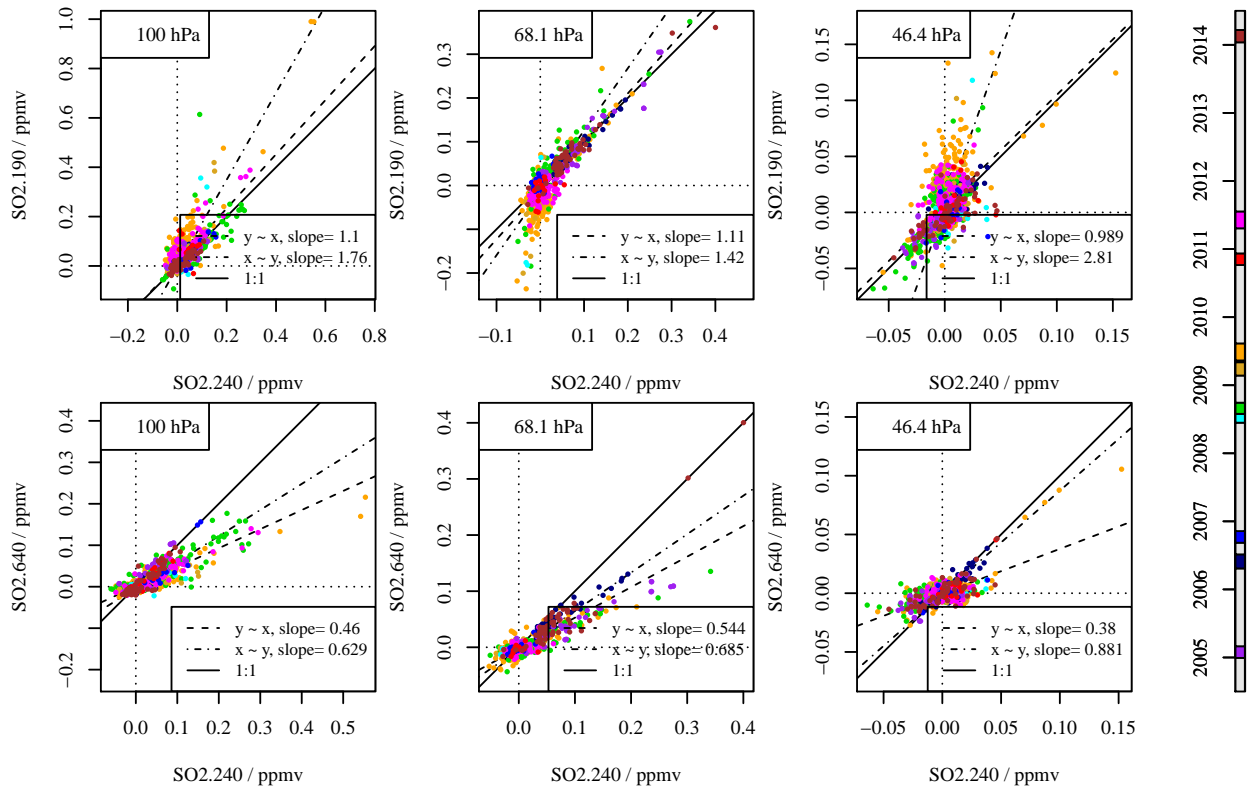 100 hPa
SO2.190 / ppmv
1.0
0.8
0.6
0.4
0.2
0.0
y ~ x, slope= 1.1
x ~ y, slope= 1.76
1:1
−0.2 0.0 0.2 0.4 0.6 0.8
SO2.240 / ppmv
68.1 hPa
SO2.190 / ppmv
0.3
0.2
0.1
0.0
−0.2
y ~ x, slope= 1.11
x ~ y, slope= 1.42
1:1
−0.1 0.0 0.1 0.2 0.3 0.4
SO2.240 / ppmv
46.4 hPa
SO2.190 / ppmv
0.15
0.10
0.05
0.00
−0.05
y ~ x, slope= 0.989
x ~ y, slope= 2.81
1:1
−0.05 0.00 0.05 0.10 0.15
SO2.240 / ppmv
100 hPa
SO2.640 / ppmv
0.4
0.3
0.2
0.1
0.0
−0.2
y ~ x, slope= 0.46
x ~ y, slope= 0.629
1:1
0.0 0.1 0.2 0.3 0.4 0.5
SO2.240 / ppmv
68.1 hPa
SO2.640 / ppmv
0.4
0.3
0.2
0.1
0.0
y ~ x, slope= 0.544
x ~ y, slope= 0.685
1:1
0.0 0.1 0.2 0.3 0.4
SO2.240 / ppmv
46.4 hPa
SO2.640 / ppmv
0.15
0.10
0.05
0.00
−0.05
y ~ x, slope= 0.38
x ~ y, slope= 0.881
1:1
−0.05 0.00 0.05 0.10 0.15
SO2.240 / ppmv
2014
2013
2012
2011
2010
2009
2008
2007
2006
2005